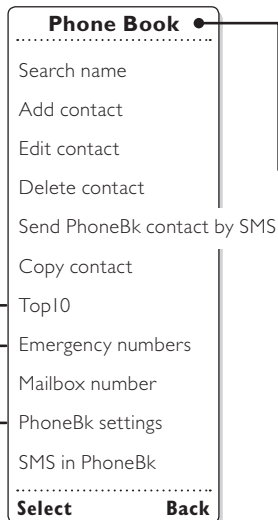 Phone Book
Search name
Add contact
Edit contact
Delete contact
Send PhoneBk contact by SMS
Copy contact
Top10
Emergency numbers
Mailbox number
PhoneBk settings
SMS in PhoneBk
Select Back